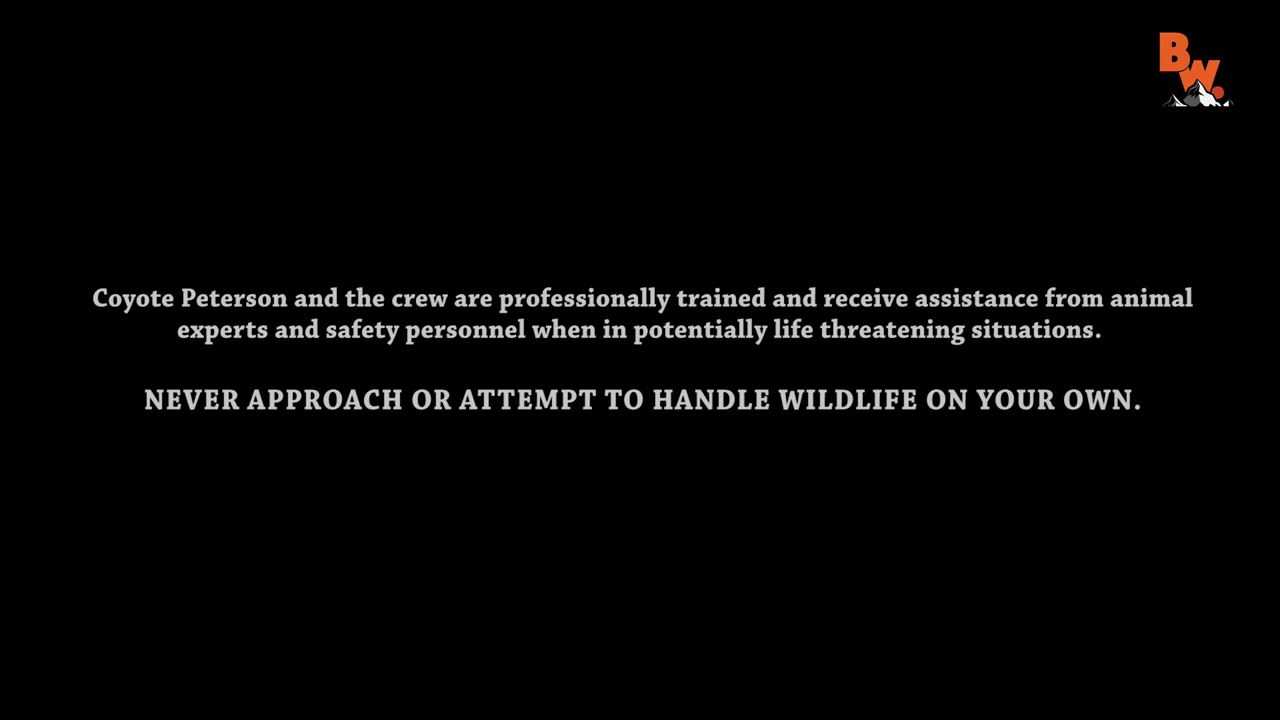 BW.
Coyote Peterson and the crew are professionally trained and receive assistance from animal
experts and safety personnel when in potentially life threatening situations.
NEVER APPROACH OR ATTEMPT TO HANDLE WILDLIFE ON YOUR OWN.